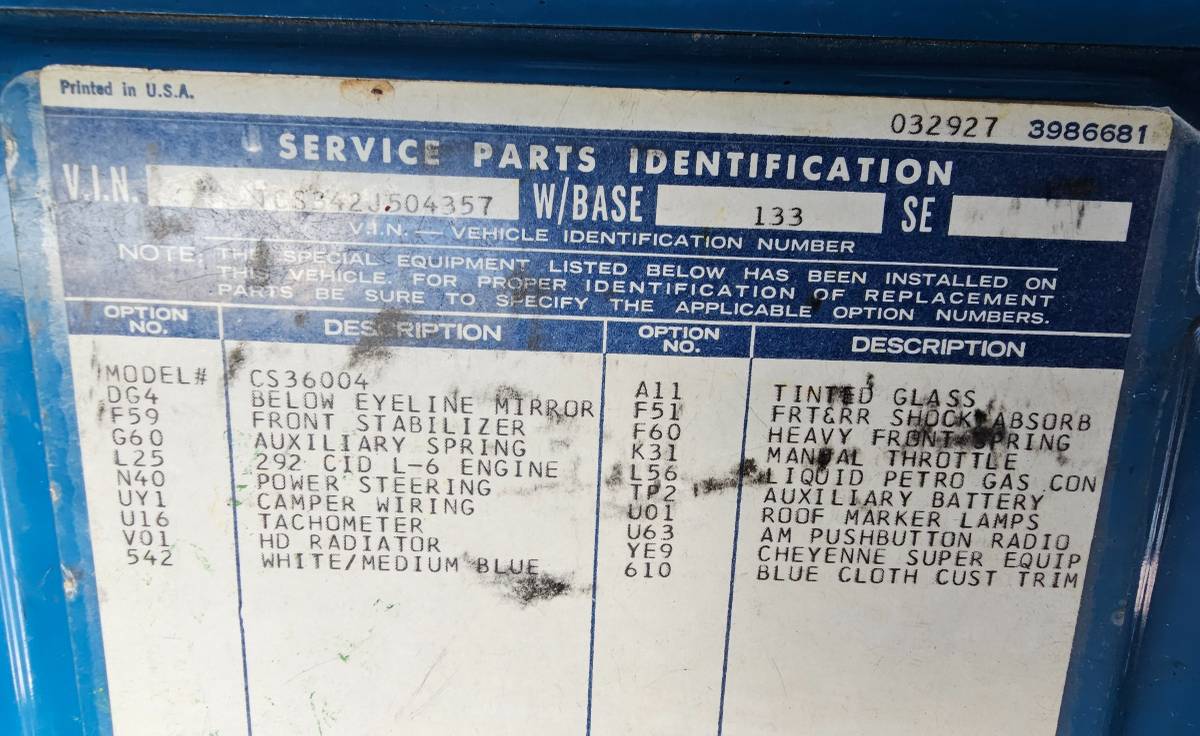 Printed in U.S.A.
032927 3986681
SERVICE PARTS IDENTIFICATION
V.I.N. CS342J504357 W/BASE 133 SE
V.I.N. — VEHICLE IDENTIFICATION NUMBER
NOTE: THE SPECIAL EQUIPMENT LISTED BELOW HAS BEEN INSTALLED ON
THIS VEHICLE. FOR PROPER IDENTIFICATION OF REPLACEMENT
PARTS BE SURE TO SPECIFY THE APPLICABLE OPTION NUMBERS.
OPTION NO. DESCRIPTION OPTION NO. DESCRIPTION
MODEL# CS36004
DG4 BELOW EYELINE MIRROR
F59 FRONT STABILIZER
G60 AUXILIARY SPRING
L25 292 CID L-6 ENGINE
N40 POWER STEERING
UY1 CAMPER WIRING
U16 TACHOMETER
V01 HD RADIATOR
542 WHITE/MEDIUM BLUE
A11 TINTED GLASS
F51 FRT&RR SHOCK ABSORB
F60 HEAVY FRONT SPRING
K31 MANUAL THROTTLE
L56 LIQUID PETRO GAS CON
TP2 AUXILIARY BATTERY
U01 ROOF MARKER LAMPS
U63 AM PUSHBUTTON RADIO
YE9 CHEYENNE SUPER EQUIP
610 BLUE CLOTH CUST TRIM